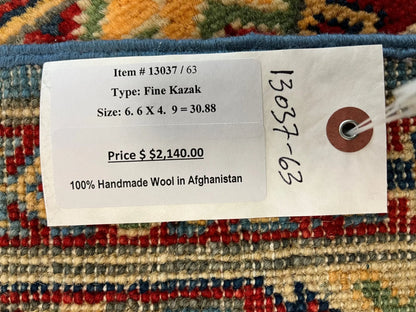 Item # 13037 / 63
Type: Fine Kazak
Size: 6. 6 X 4. 9 = 30.88
Price $ $2,140.00
100% Handmade Wool in Afghanistan
13037-63